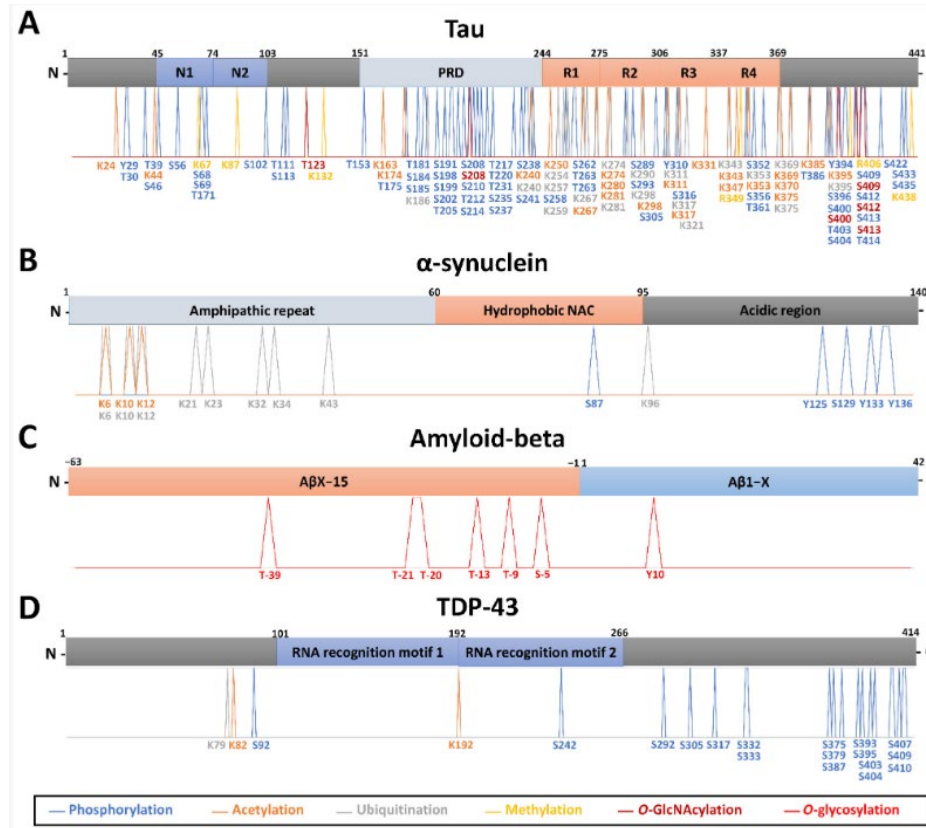 A
Tau
1 45 74 103 151 244 275 306 337 369 441
N - N1 N2 PRD R1 R2 R3 R4 -
K24
Y29
T30
T39
K44
S46
S56
K67
S68
S69
T171
K87
S102
T111
S113
T123
K132
T153
K163
K174
T175
T181
S184
S185
K186
S191
S198
S199
S202
T205
S208
S208
S210
T212
S214
T217
T220
T231
S235
S237
S238
K240
K240
S241
K250
K254
K257
S258
K259
S262
T263
T263
K267
K267
K274
K274
K280
K281
K281
S289
K290
S293
K298
K298
S305
Y310
K311
K311
S316
K317
K317
K321
K331
K343
K343
K347
R349
S352
K353
K353
S356
T361
K369
K369
K370
K375
K375
K385
T386
Y394
K395
K395
S396
S400
S400
T403
S404
R406
S409
S409
S412
S412
S413
S413
T414
S422
S433
S435
K438
B
α-synuclein
1 60 95 140
N - Amphipathic repeat Hydrophobic NAC Acidic region -
K6 K10 K12 K21 K23 K32 K34 K43 S87 K96 Y125 S129 Y133 Y136
K6 K10 K12
C
Amyloid-beta
-63 -1 1 42
N - AβX-15 Aβ1-X -
T-39 T-21 T-20 T-13 T-9 S-5 Y10
D
TDP-43
1 101 192 266 414
N - RNA recognition motif 1 RNA recognition motif 2 -
K79 K82 S92 K192 S242 S292 S305 S317 S332 S375 S393 S407
S333 S379 S395 S409
S387 S403 S410
S404
Phosphorylation Acetylation Ubiquitination Methylation O-GlcNAcylation O-glycosylation